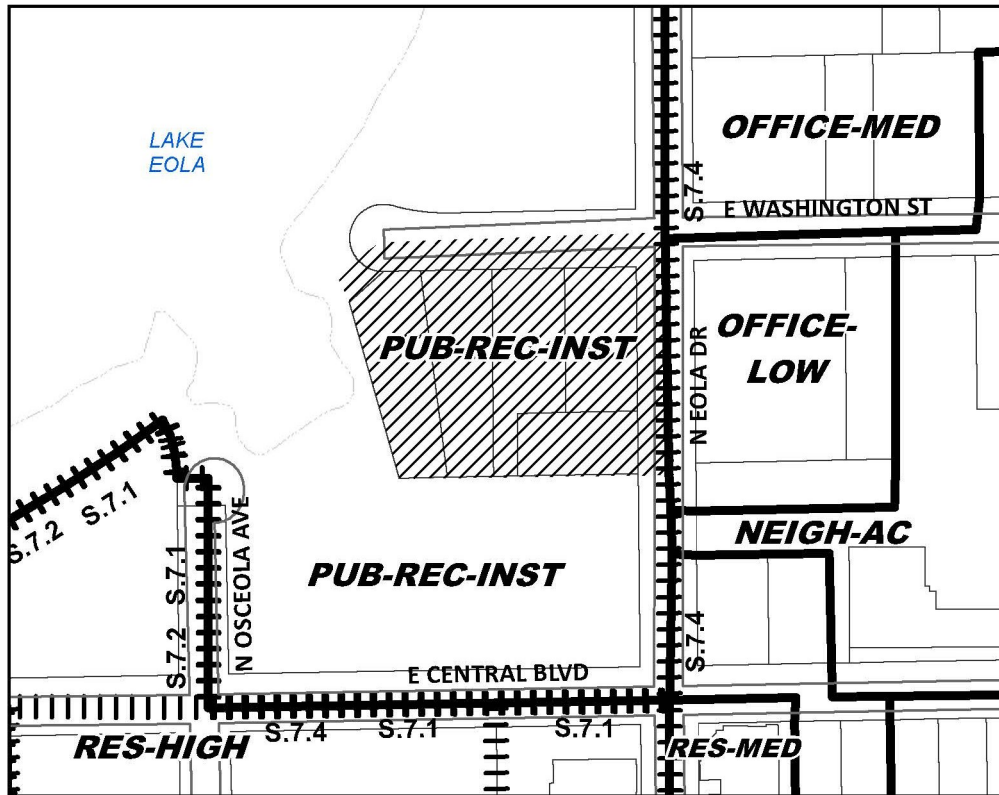 LAKE
EOLA
OFFICE-MED
S.7.4
E WASHINGTON ST
PUB-REC-INST
OFFICE-
LOW
N EOLA DR
S.7.2
S.7.1
S.7.1
S.7.2
N OSCEOLA AVE
PUB-REC-INST
NEIGH-AC
S.7.4
E CENTRAL BLVD
S.7.4
S.7.1
S.7.1
RES-HIGH
RES-MED